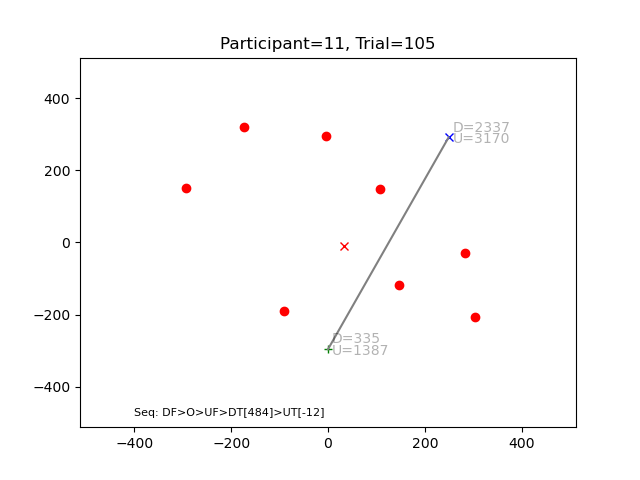 Participant=11, Trial=105
400
200
0
−200
−400
D=2337
U=3170
D=335
U=1387
Seq: DF>O>UF>DT[484]>UT[-12]
−400
−200
0
200
400